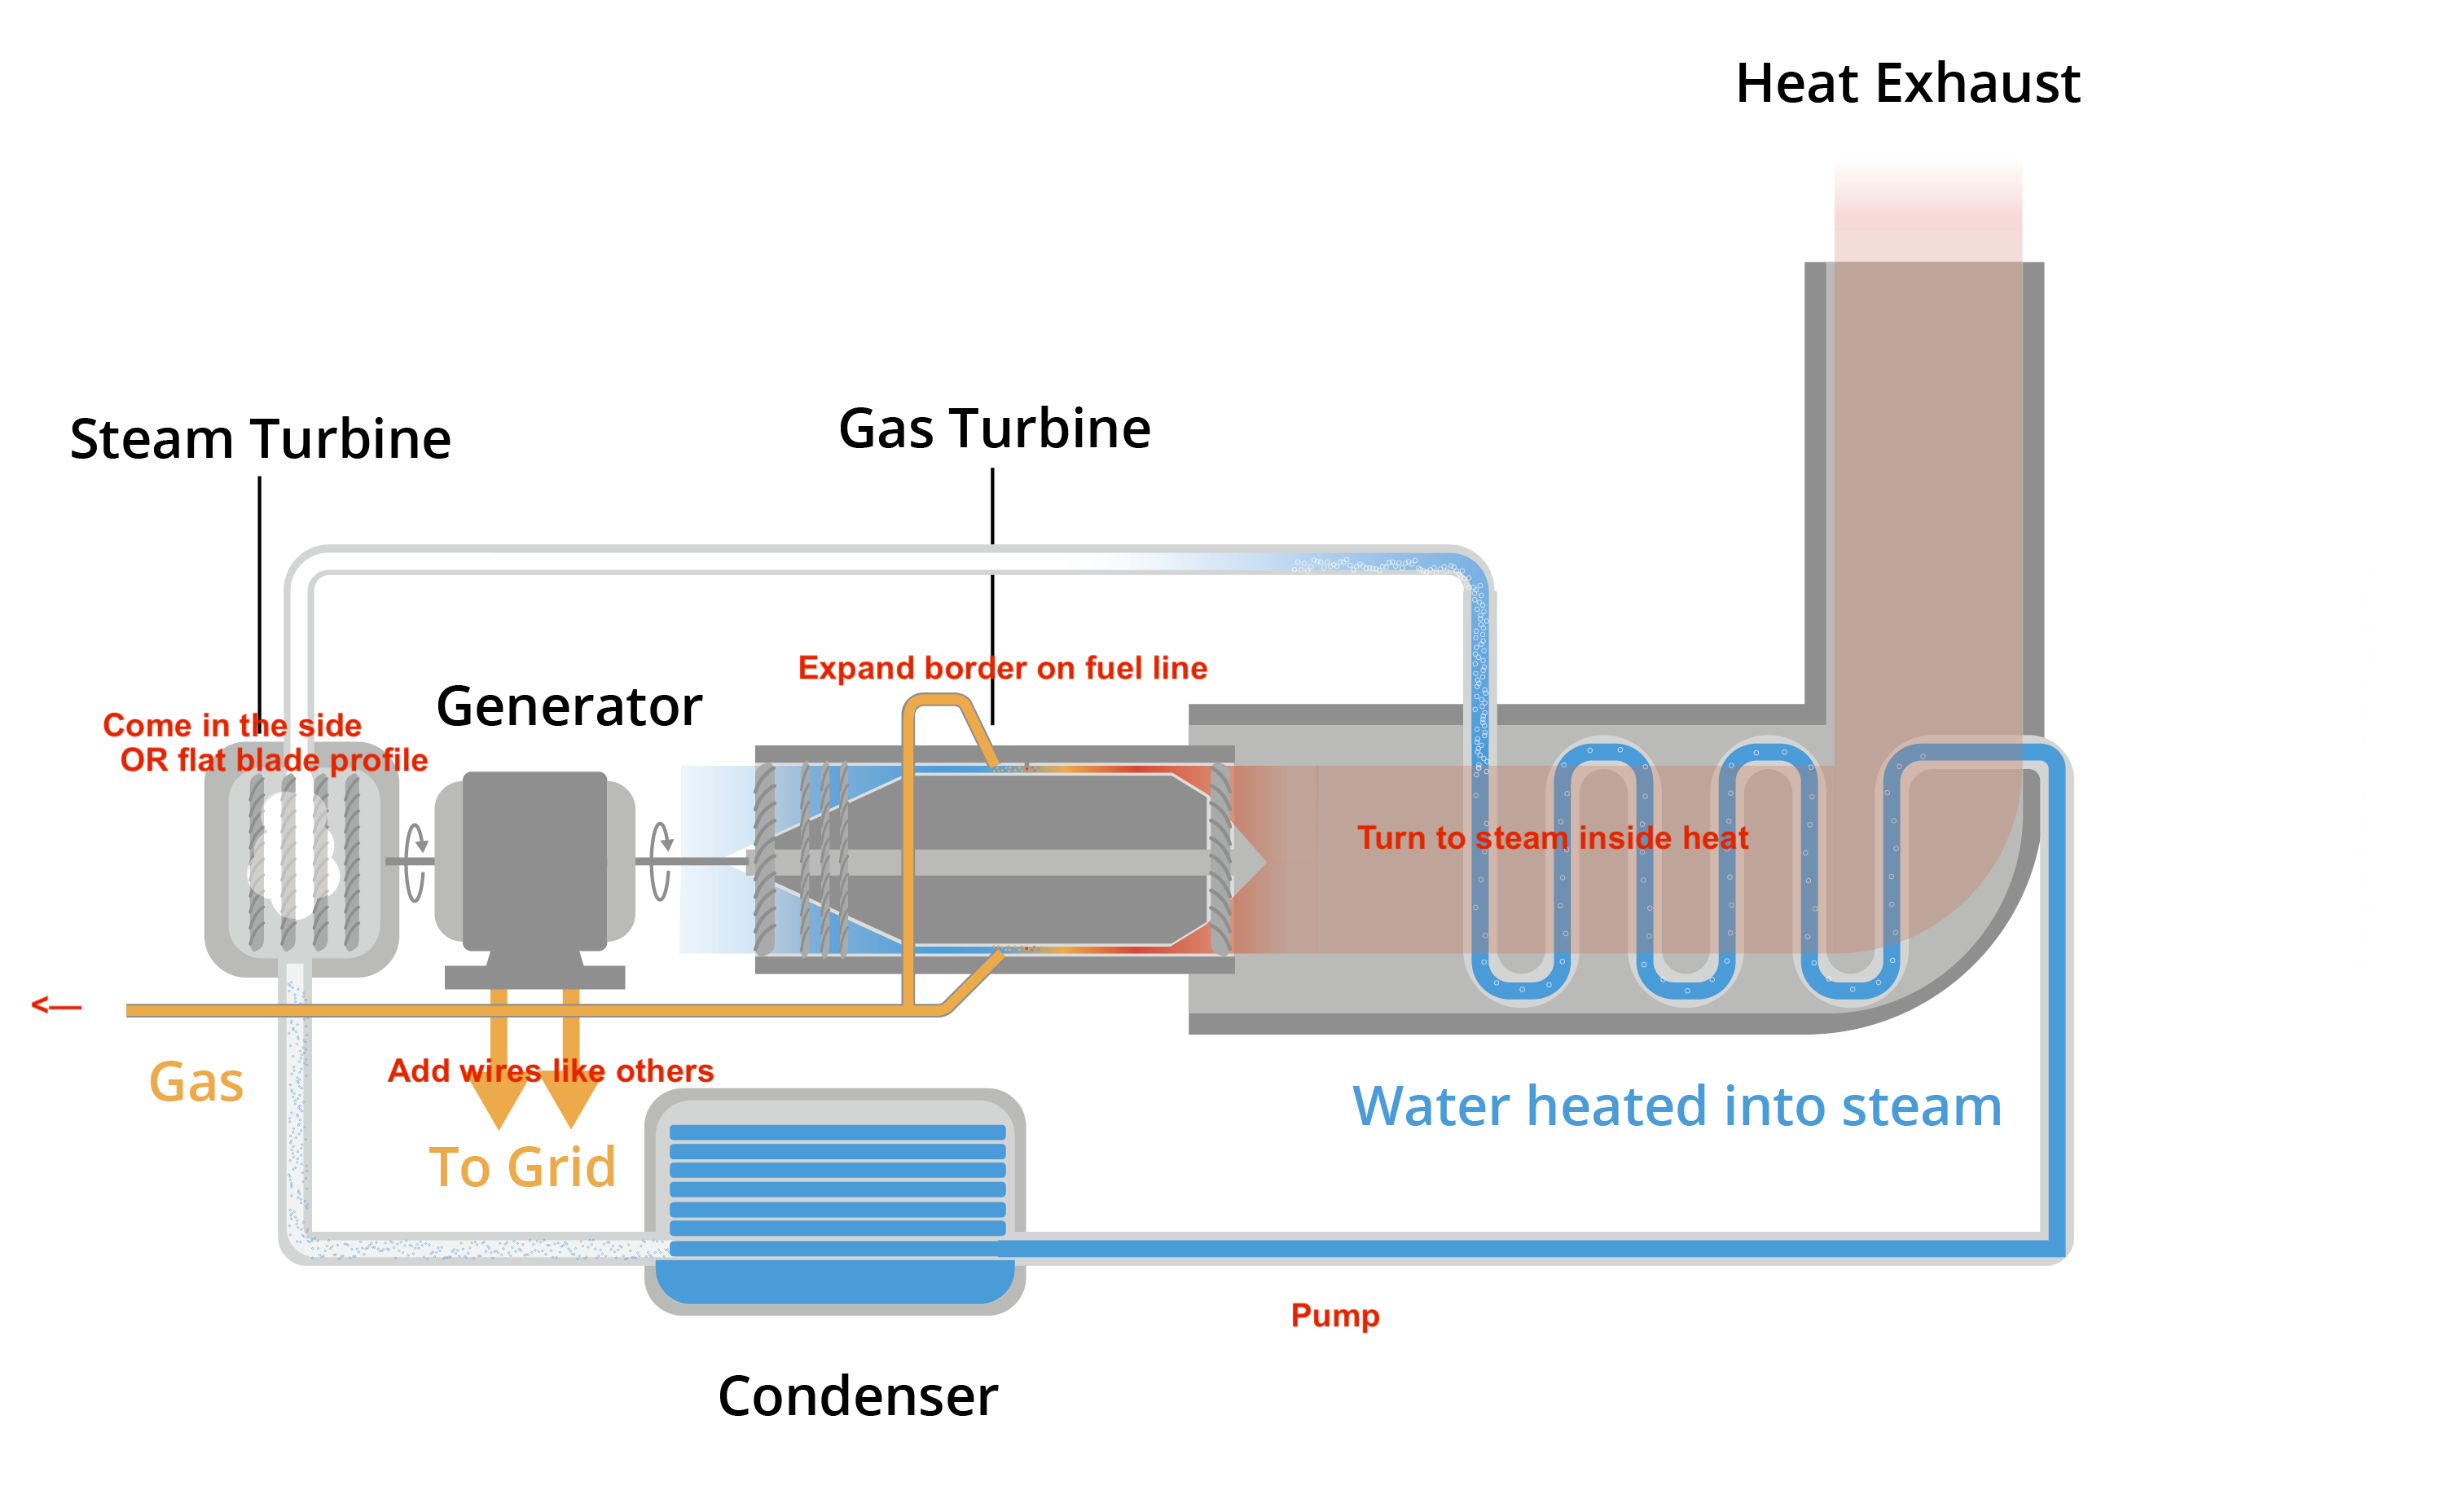 Heat Exhaust
Steam Turbine
Gas Turbine
Expand border on fuel line
Generator
Come in the side
OR flat blade profile
Turn to steam inside heat
<—
Gas
Add wires like others
To Grid
Water heated into steam
Pump
Condenser